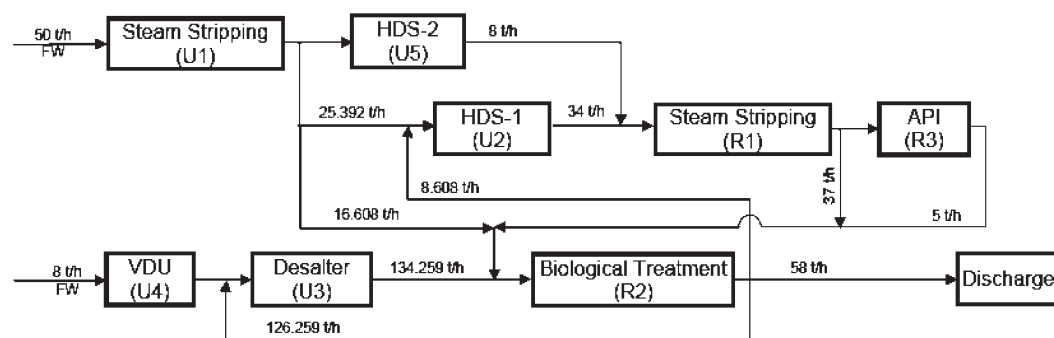 50 t/h
FW
Steam Stripping
(U1)
HDS-2
(U5)
8 t/h
25.392 t/h
HDS-1
(U2)
34 t/h
Steam Stripping
(R1)
API
(R3)
8.608 t/h
37 t/h
16.608 t/h
5 t/h
8 t/h
FW
VDU
(U4)
Desalter
(U3)
134.259 t/h
Biological Treatment
(R2)
58 t/h
Discharge
126.259 t/h